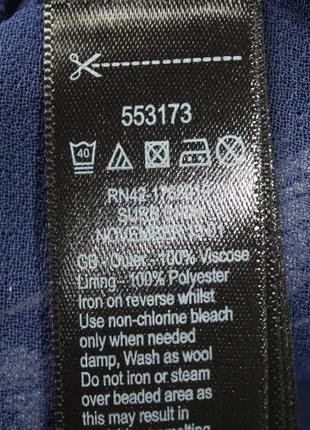 553173
40
GB - Outer - 100% Viscose
Lining - 100% Polyester
Iron on reverse whilst
Use non-chlorine bleach
only when needed
damp, Wash as wool
Do not iron or steam
over beaded area as
this may result in
melting